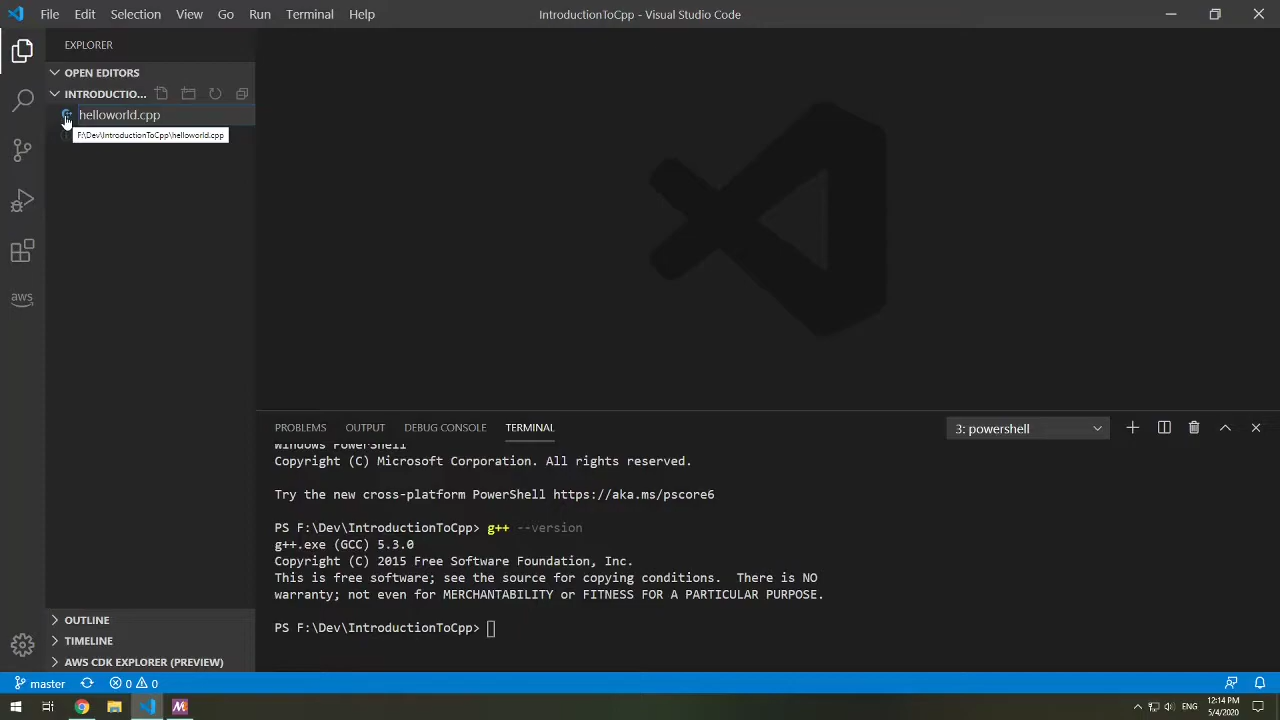 File Edit Selection View Go Run Terminal Help IntroductionToCpp - Visual Studio Code
EXPLORER
OPEN EDITORS
INTRODUCTIO...
helloworld.cpp
F:\Dev\IntroductionToCpp\helloworld.cpp
aws
PROBLEMS OUTPUT DEBUG CONSOLE TERMINAL 3: powershell
Windows PowerShell
Copyright (C) Microsoft Corporation. All rights reserved.
Try the new cross-platform PowerShell https://aka.ms/pscore6
PS F:\Dev\IntroductionToCpp> g++ --version
g++.exe (GCC) 5.3.0
Copyright (C) 2015 Free Software Foundation, Inc.
This is free software; see the source for copying conditions. There is NO
warranty; not even for MERCHANTABILITY or FITNESS FOR A PARTICULAR PURPOSE.
PS F:\Dev\IntroductionToCpp>
OUTLINE
TIMELINE
AWS CDK EXPLORER (PREVIEW)
master 0 0
ENG 12:14 PM
5/4/2020